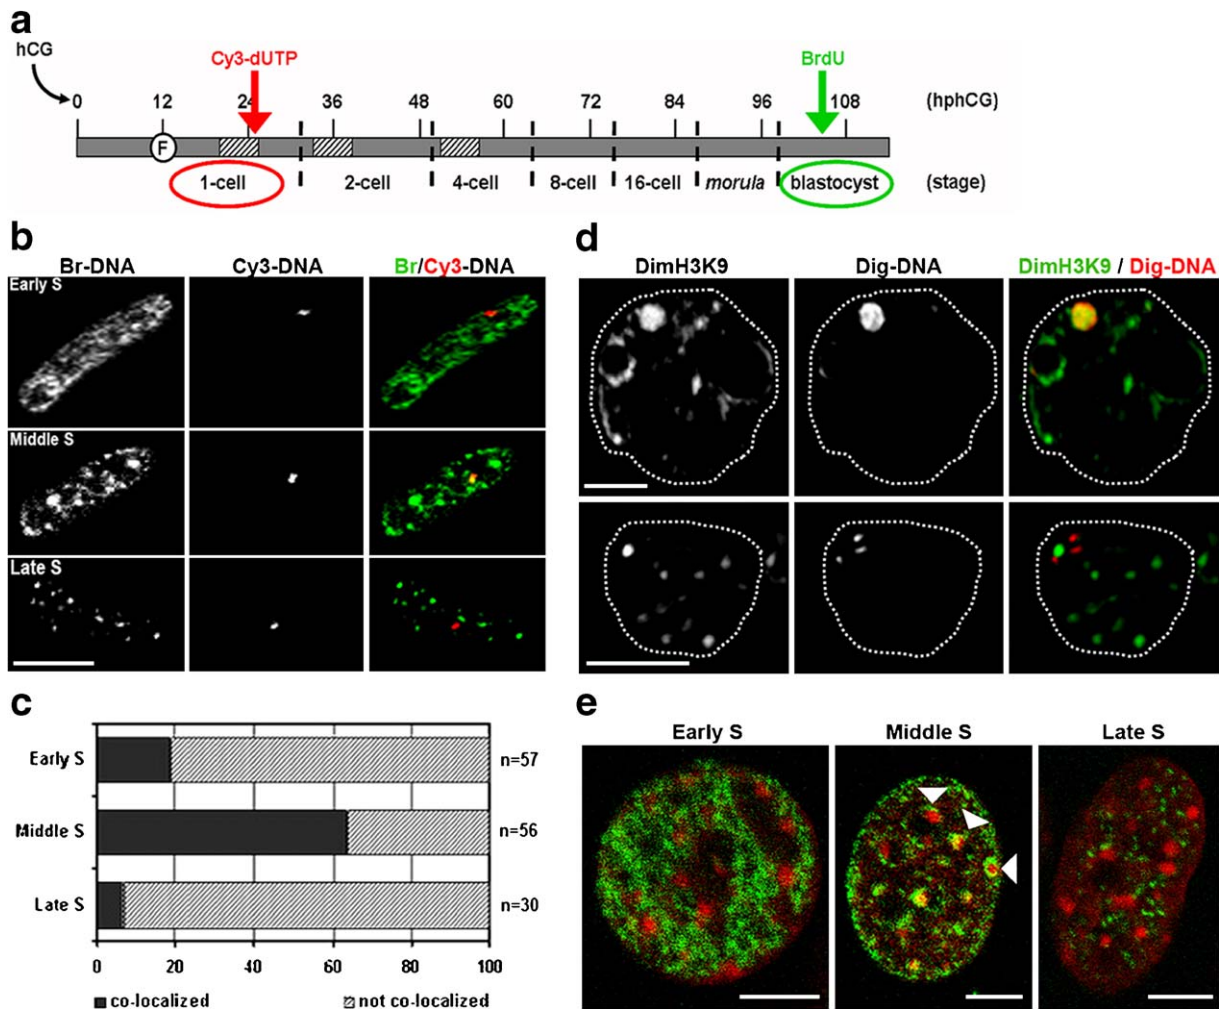 a
hCG
Cy3-dUTP
BrdU
0 12 24 36 48 60 72 84 96 108 (hphCG)
F
1-cell 2-cell 4-cell 8-cell 16-cell morula blastocyst (stage)
b
Br-DNA Cy3-DNA Br/Cy3-DNA
Early S
Middle S
Late S
c
Early S n=57
Middle S n=56
Late S n=30
0 20 40 60 80 100
co-localized not co-localized
d
DimH3K9 Dig-DNA DimH3K9 / Dig-DNA
e
Early S Middle S Late S